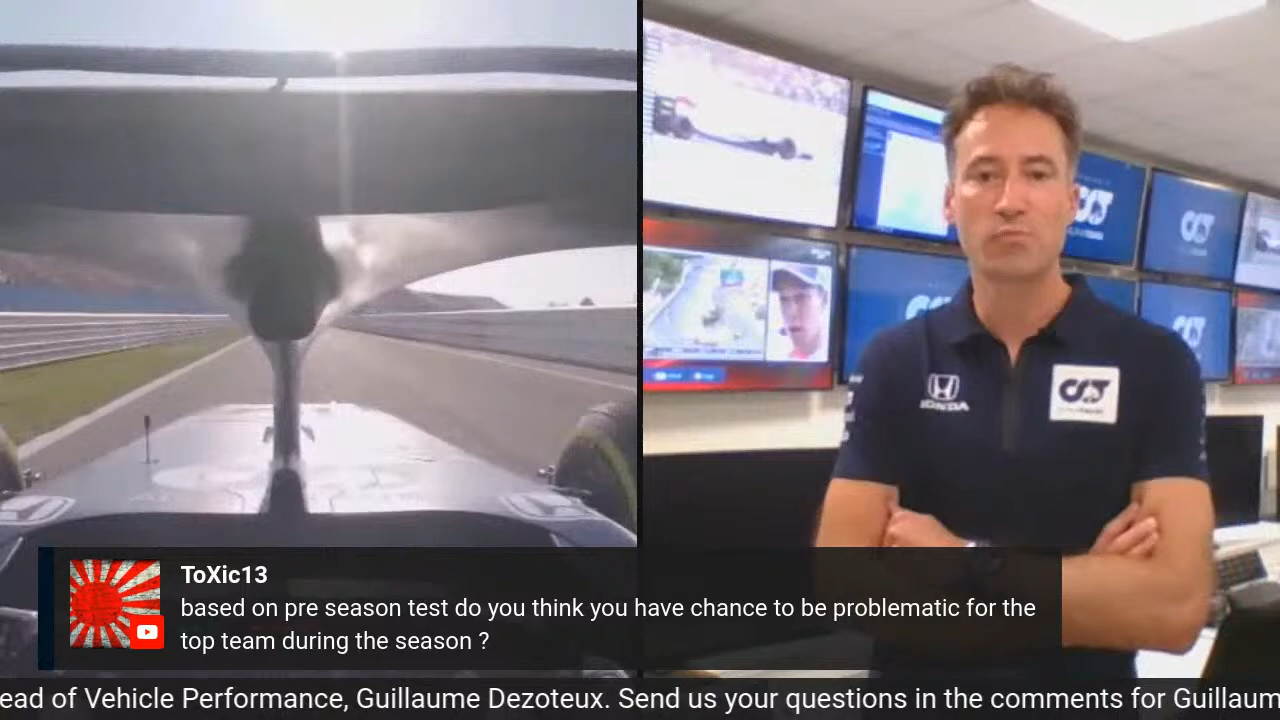 HONDA
ToXic13
based on pre season test do you think you have chance to be problematic for the
top team during the season ?
ead of Vehicle Performance, Guillaume Dezoteux. Send us your questions in the comments for Guillaum